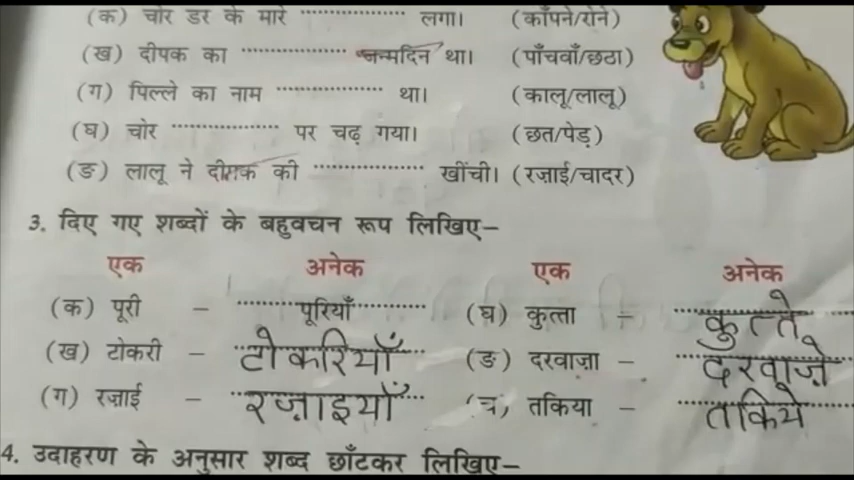 (क) चोर डर के मारे ................ लगा। (काँपने/रोने)
(ख) दीपक का ................ जन्मदिन था। (पाँचवाँ/छठा)
(ग) पिल्ले का नाम ................ था। (कालू/लालू)
(घ) चोर ................ पर चढ़ गया। (छत/पेड़)
(ङ) लालू ने दीपक की ................ खींची। (रज़ाई/चादर)
3. दिए गए शब्दों के बहुवचन रूप लिखिए–
एक अनेक एक अनेक
(क) पूरी – पूरियाँ (घ) कुत्ता – कुत्ते
(ख) टोकरी – टोकरियाँ (ङ) दरवाज़ा – दरवाज़े
(ग) रज़ाई – रज़ाइयाँ (च) तकिया – तकिये
4. उदाहरण के अनुसार शब्द छाँटकर लिखिए–